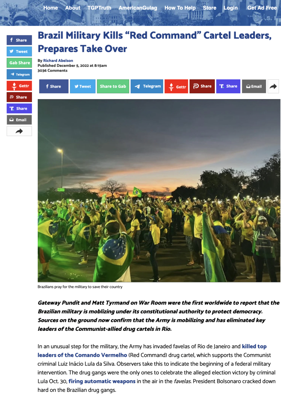 Home About TGPTruth AmericanGulag How To Help Store Login Get Ad Free
Brazil Military Kills “Red Command” Cartel Leaders,
Prepares Take Over
By Richard Abelson
Published December 5, 2022 at 8:15am
3036 Comments
Share
Tweet
Gab Share
Telegram
Gettr
Share
Share
Email
Share
Tweet
Share to Gab
Telegram
Gettr
Share
Share
Email
Brazilians pray for the military to save their country
Gateway Pundit and Matt Tyrmand on War Room were the first worldwide to report that the
Brazilian military is mobilizing under its constitutional authority to protect democracy.
Sources on the ground now confirm that the Army is mobilizing and has eliminated key
leaders of the Communist-allied drug cartels in Rio.
In an unusual step for the military, the Army has invaded favelas of Rio de Janeiro and killed top
leaders of the Comando Vermelho (Red Command) drug cartel, which supports the Communist
criminal Luiz Inácio Lula da Silva. Observers take this to indicate the beginning of a federal military
intervention. The drug gangs were the only ones to celebrate the alleged election victory by criminal
Lula Oct. 30, firing automatic weapons in the air in the favelas. President Bolsonaro cracked down
hard on the Brazilian drug gangs.